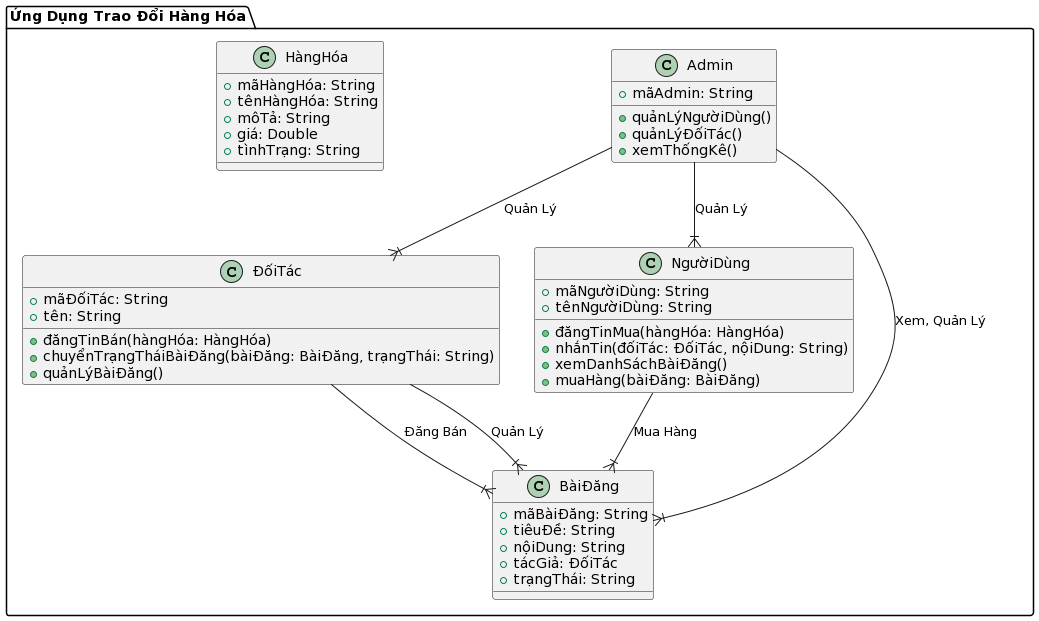 Ứng Dụng Trao Đổi Hàng Hóa
C HàngHóa
mãHàngHóa: String
tênHàngHóa: String
môTả: String
giá: Double
tìnhTrạng: String
C Admin
mãAdmin: String
quảnLýNgườiDùng()
quảnLýĐốiTác()
xemThốngKê()
Quản Lý
Quản Lý
Xem, Quản Lý
C ĐốiTác
mãĐốiTác: String
tên: String
đăngTinBán(hàngHóa: HàngHóa)
chuyểnTrạngTháiBàiĐăng(bàiĐăng: BàiĐăng, trạngThái: String)
quảnLýBàiĐăng()
C NgườiDùng
mãNgườiDùng: String
tênNgườiDùng: String
đăngTinMua(hàngHóa: HàngHóa)
nhắnTin(đốiTác: ĐốiTác, nộiDung: String)
xemDanhSáchBàiĐăng()
muaHàng(bàiĐăng: BàiĐăng)
Đăng Bán
Quản Lý
Mua Hàng
C BàiĐăng
mãBàiĐăng: String
tiêuĐề: String
nộiDung: String
tácGiả: ĐốiTác
trạngThái: String